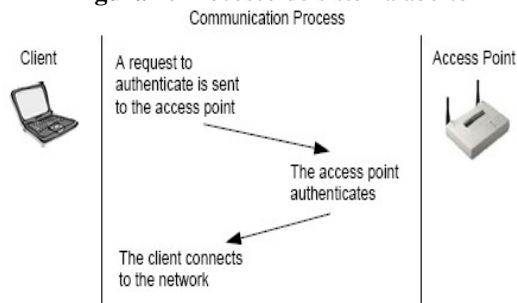 Communication Process
Client
Access Point
A request to
authenticate is sent
to the access point
The access point
authenticates
The client connects
to the network